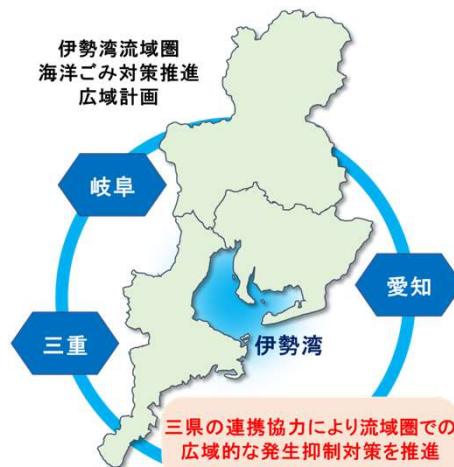 伊勢湾流域圏
海洋ごみ対策推進
広域計画
岐阜
愛知
三重
伊勢湾
三県の連携協力により流域圏での
広域的な発生抑制対策を推進